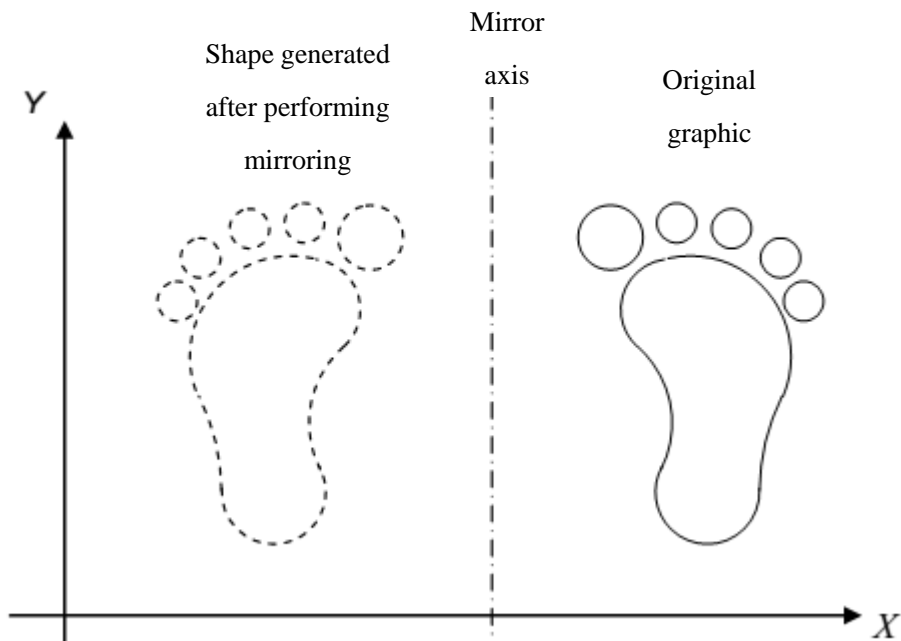 Shape generated
after performing
mirroring
Mirror
axis
Original
graphic
Y
X